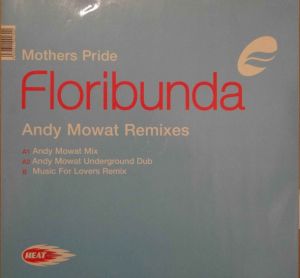 Mothers Pride
Floribunda
Andy Mowat Remixes
A1 Andy Mowat Mix
A2 Andy Mowat Underground Dub
B Music For Lovers Remix
HEAT